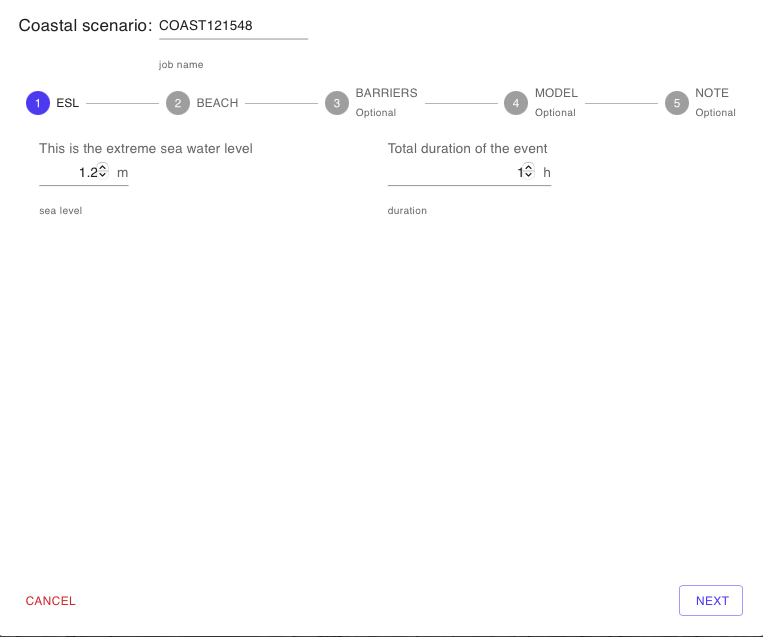 Coastal scenario: COAST121548
job name
1 ESL 2 BEACH 3 BARRIERS Optional 4 MODEL Optional 5 NOTE Optional
This is the extreme sea water level Total duration of the event
1.2 m 1 h
sea level duration
CANCEL NEXT